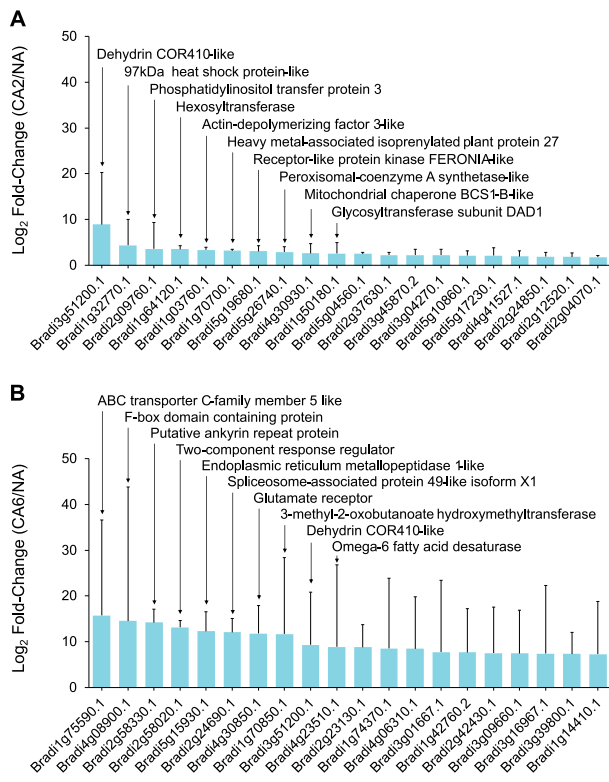 A
Log2 Fold-Change (CA2/NA)
50
40
30
20
10
0
Dehydrin COR410-like
97kDa heat shock protein-like
Phosphatidylinositol transfer protein 3
Hexosyltransferase
Actin-depolymerizing factor 3-like
Heavy metal-associated isoprenylated plant protein 27
Receptor-like protein kinase FERONIA-like
Peroxisomal-coenzyme A synthetase-like
Mitochondrial chaperone BCS1-B-like
Glycosyltransferase subunit DAD1
Bradi3g51200.1
Bradi1g32770.1
Bradi2g09760.1
Bradi1g64120.1
Bradi1g03760.1
Bradi1g70700.1
Bradi5g19680.1
Bradi5g26740.1
Bradi4g30930.1
Bradi1g50180.1
Bradi5g04560.1
Bradi2g37630.1
Bradi3g45870.2
Bradi3g04270.1
Bradi5g10860.1
Bradi5g17230.1
Bradi4g41527.1
Bradi2g24850.1
Bradi2g12520.1
Bradi2g04070.1
B
Log2 Fold-Change (CA6/NA)
50
40
30
20
10
0
ABC transporter C-family member 5 like
F-box domain containing protein
Putative ankyrin repeat protein
Two-component response regulator
Endoplasmic reticulum metallopeptidase 1-like
Spliceosome-associated protein 49-like isoform X1
Glutamate receptor
3-methyl-2-oxobutanoate hydroxymethyltransferase
Dehydrin COR410-like
Omega-6 fatty acid desaturase
Bradi1g75590.1
Bradi4g08900.1
Bradi2g58330.1
Bradi2g58020.1
Bradi5g15930.1
Bradi2g24690.1
Bradi4g30850.1
Bradi1g70850.1
Bradi3g51200.1
Bradi4g23510.1
Bradi2g23130.1
Bradi1g74370.1
Bradi4g06310.1
Bradi3g01667.1
Bradi1g42760.2
Bradi2g42430.1
Bradi3g09660.1
Bradi3g16967.1
Bradi3g39800.1
Bradi1g14410.1